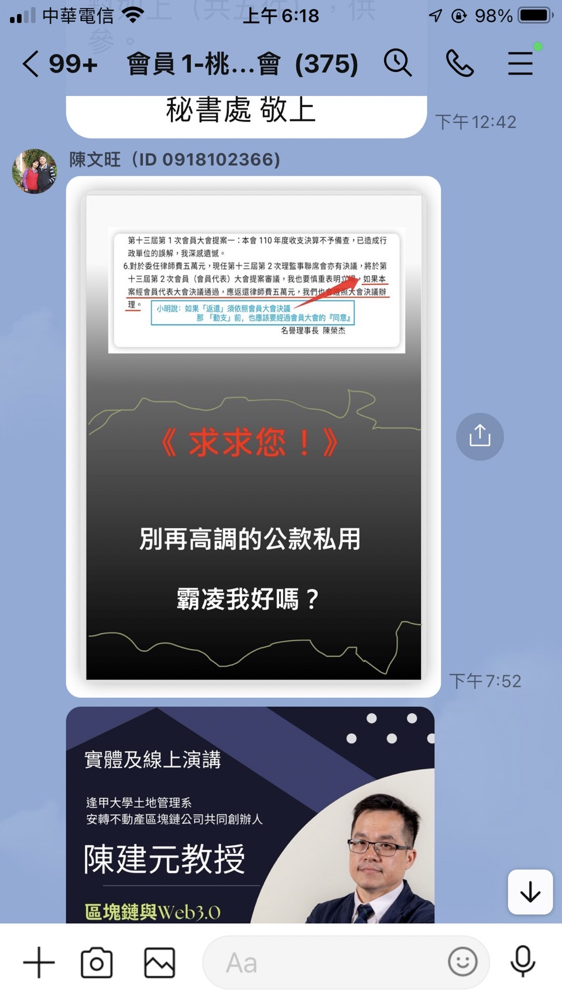 料如上（共五件），供
參。
中華電信
上午6:18
98%
99+
會員 1-桃...會 (375)
秘書處 敬上
下午12:42
陳文旺（ID 0918102366)
第十三屆第 1 次會員大會提案一：本會 110 年度收支決算不予備查，已造成行
政單位的誤解，我深感遺憾。
6.對於委任律師費五萬元，現任第十三屆第 2 次理監事聯席會亦有決議，將於第
十三屆第 2 次會員（會員代表）大會提案審議，我也要慎重表明立場，如果本
案經會員代表大會決議通過，應返還律師費五萬元，我們也會遵照大會決議辦
理。
小明說：如果「返還」須依照會員大會決議
那 「動支」前，也應該要經過會員大會的『同意』
名譽理事長 陳榮杰
《 求求您！》
別再高調的公款私用
霸凌我好嗎？
下午7:52
實體及線上演講
逢甲大學土地管理系
安轉不動產區塊鏈公司共同創辦人
陳建元教授
區塊鏈與Web3.0
Aa